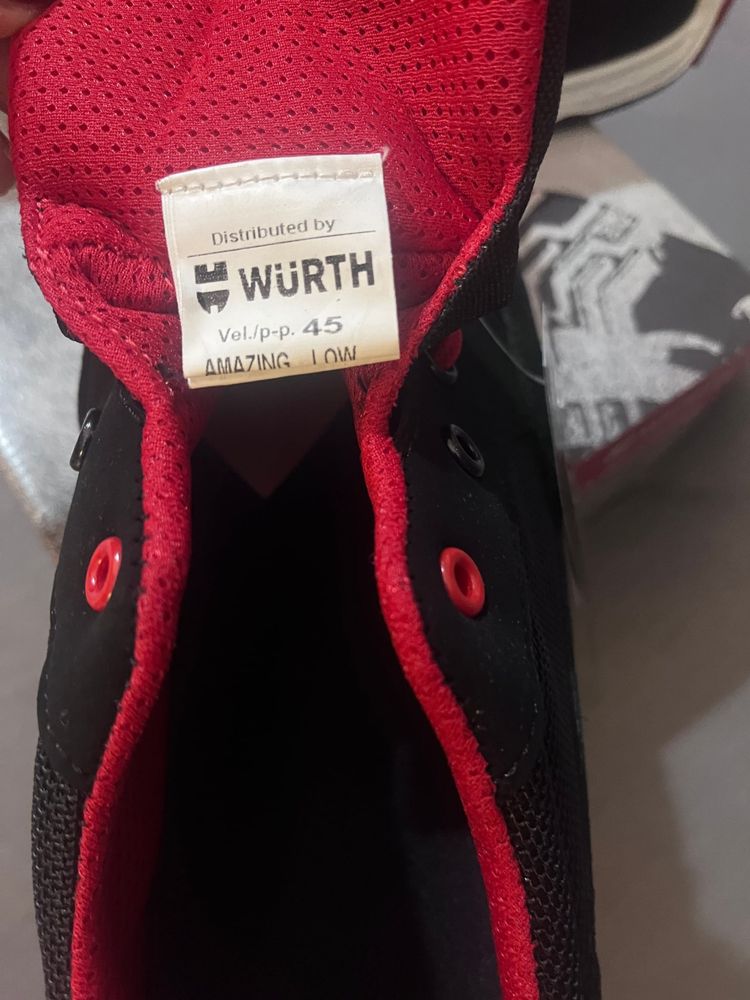 Distributed by
WÜRTH
Vel./p-p. 45
AMAZING LOW